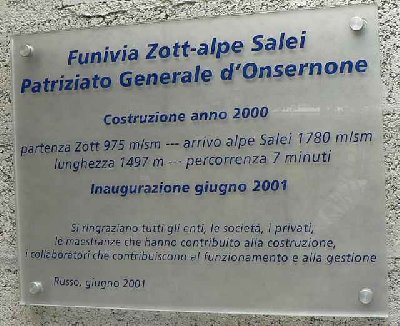 Funivia Zott-alpe Salei
Patriziato Generale d'Onsernone
Costruzione anno 2000
partenza Zott 975 m/sm --- arrivo alpe Salei 1780 m/sm
lunghezza 1497 m --- percorrenza 7 minuti
Inaugurazione giugno 2001
Si ringraziano tutti gli enti, le società, i privati,
le maestranze che hanno contribuito alla costruzione,
i collaboratori che contribuiscono al funzionamento e alla gestione
Russo, giugno 2001